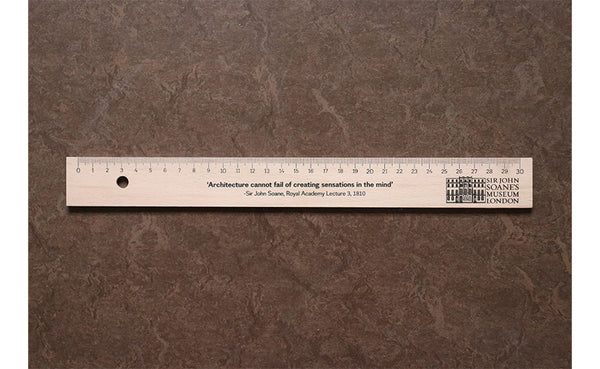 0 1 2 3 4 5 6 7 8 9 10 11 12 13 14 15 16 17 18 19 20 21 22 23 24 25 26 27 28 29 30
'Architecture cannot fail of creating sensations in the mind'
-Sir John Soane, Royal Academy Lecture 3, 1810
SIR JOHN
SOANE'S
MUSEUM
LONDON